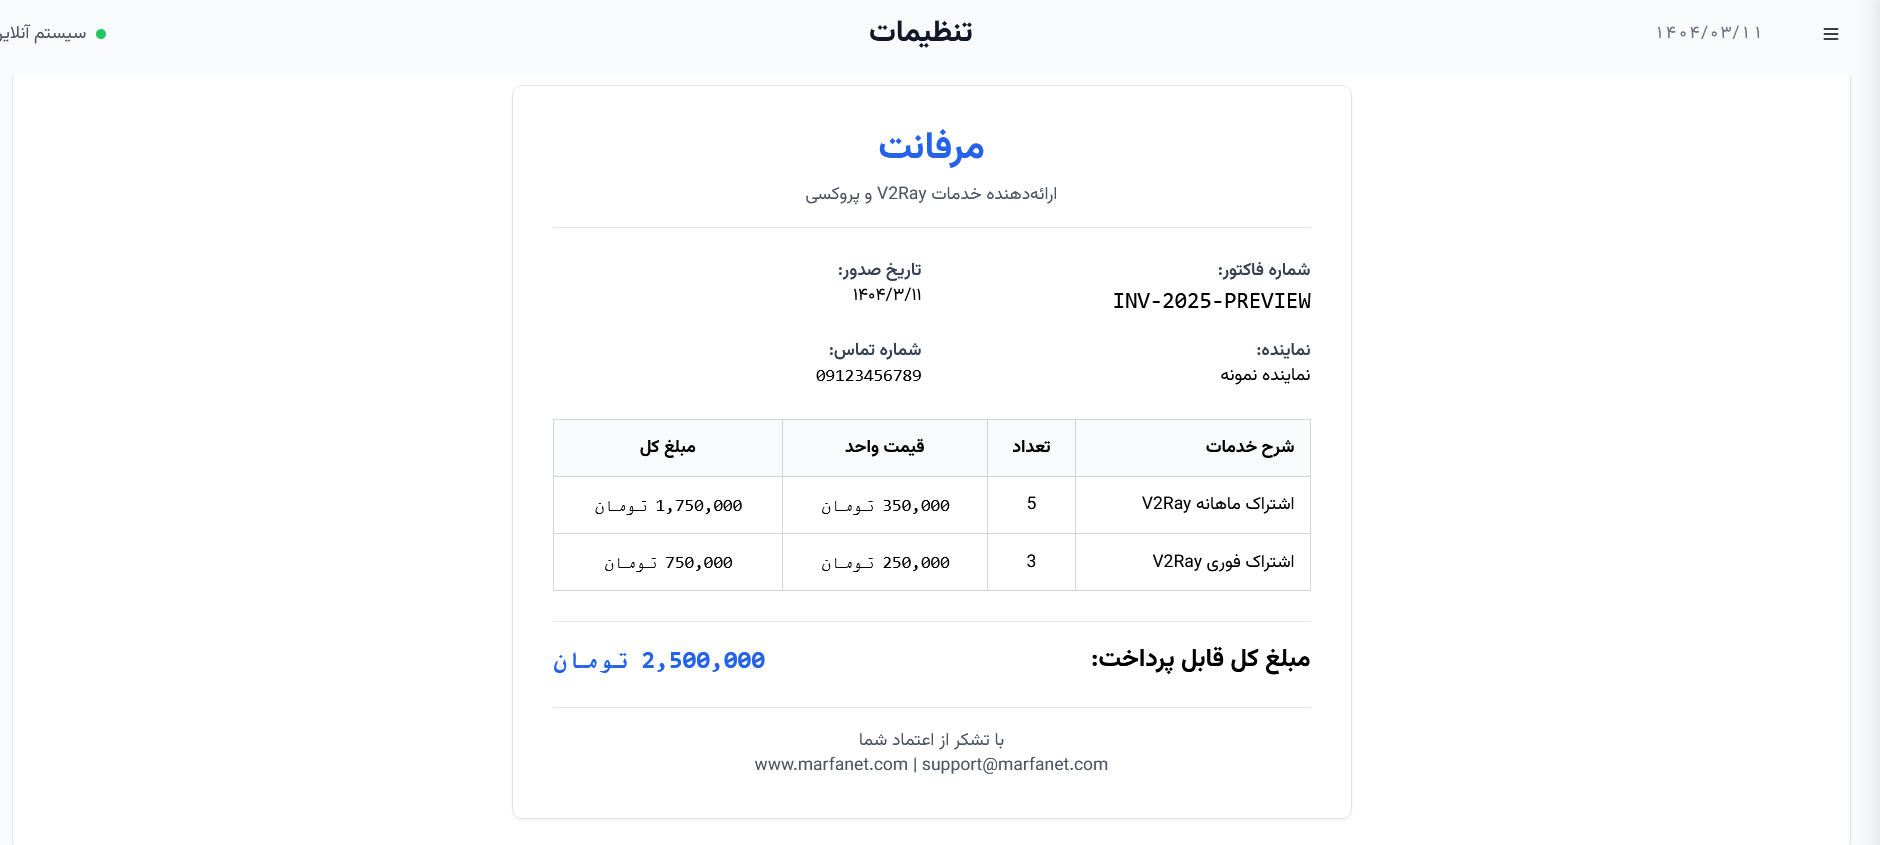 ۱۴۰۴/۰۳/۱۱
تنظیمات
سیستم آنلاین
مرفانت
ارائه‌دهنده خدمات V2Ray و پروکسی
شماره فاکتور:
INV-2025-PREVIEW
تاریخ صدور:
۱۴۰۴/۳/۱۱
نماینده:
نماینده نمونه
شماره تماس:
09123456789
شرح خدمات تعداد قیمت واحد مبلغ کل
اشتراک ماهانه V2Ray 5 350,000 تومان 1,750,000 تومان
اشتراک فوری V2Ray 3 250,000 تومان 750,000 تومان
مبلغ کل قابل پرداخت: 2,500,000 تومان
با تشکر از اعتماد شما
www.marfanet.com | support@marfanet.com